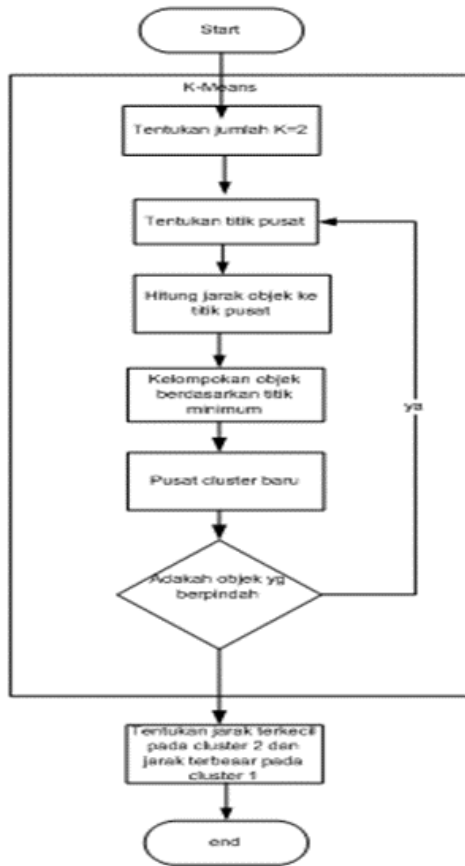 Start
K-Means
Tentukan jumlah K=2
Tentukan titik pusat
Hitung jarak objek ke
titik pusat
Kelompokan objek
berdasarkan titik
minimum
Pusat cluster baru
Adakah objek yg
berpindah
ya
Tentukan jarak terkecil
pada cluster 2 dan
jarak terbesar pada
cluster 1
end